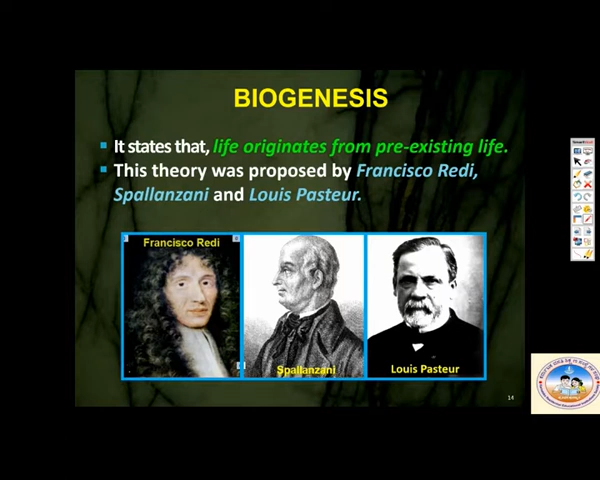 BIOGENESIS
It states that, life originates from pre-existing life.
This theory was proposed by Francisco Redi,
Spallanzani and Louis Pasteur.
Francisco Redi
Spallanzani
Louis Pasteur
14